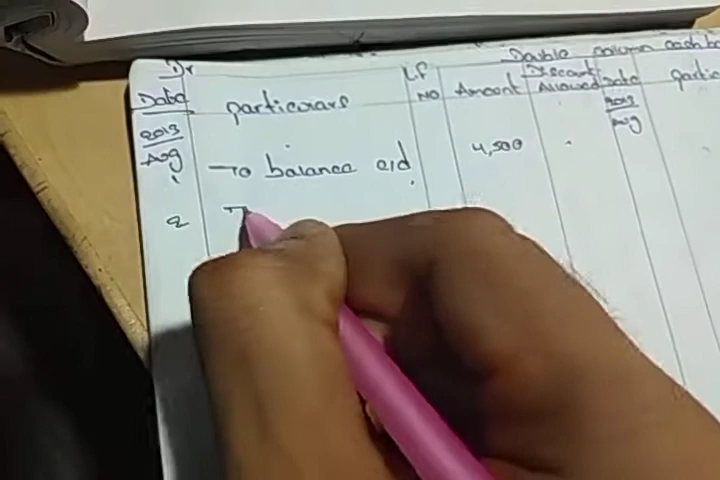 Double column cash b
Dr
Date particulars L.F NO Amount Discount Allowed Date partic
2013 2013
Aug Aug
1 To balance c/d 4,500 -
2 T